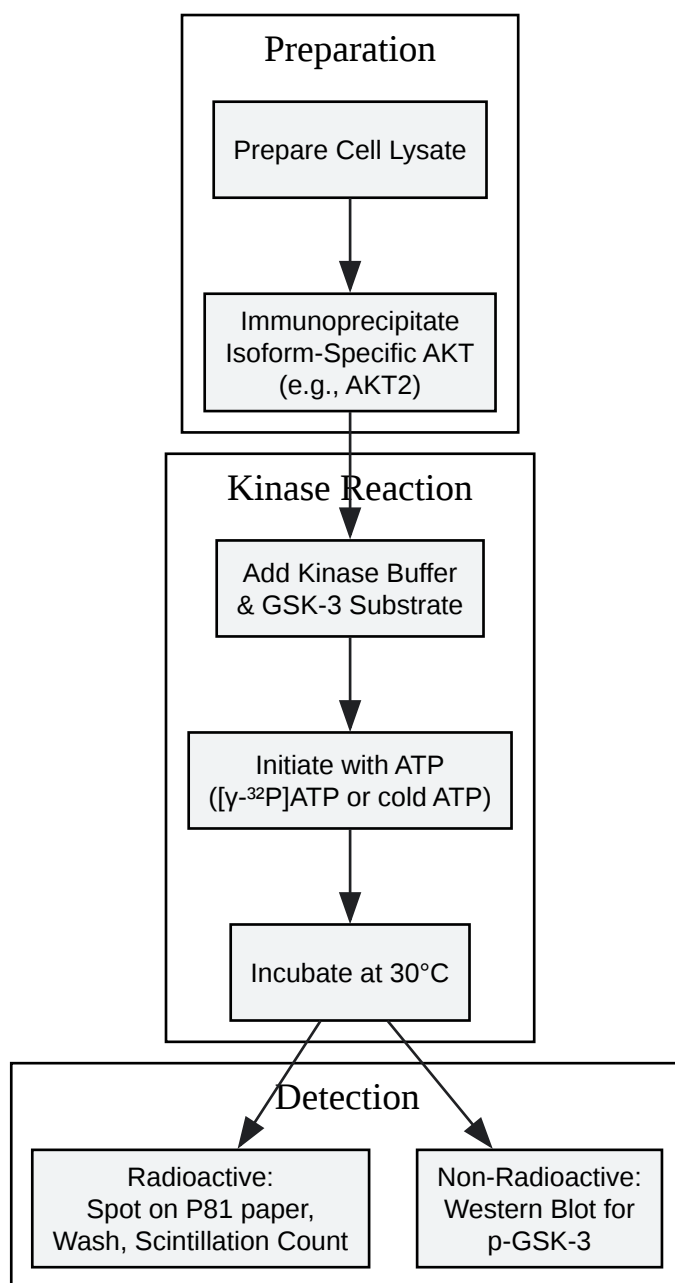 Preparation
Prepare Cell Lysate
Immunoprecipitate
Isoform-Specific AKT
(e.g., AKT2)
Kinase Reaction
Add Kinase Buffer
& GSK-3 Substrate
Initiate with ATP
([γ-³²P]ATP or cold ATP)
Incubate at 30°C
Detection
Radioactive:
Spot on P81 paper,
Wash, Scintillation Count
Non-Radioactive:
Western Blot for
p-GSK-3